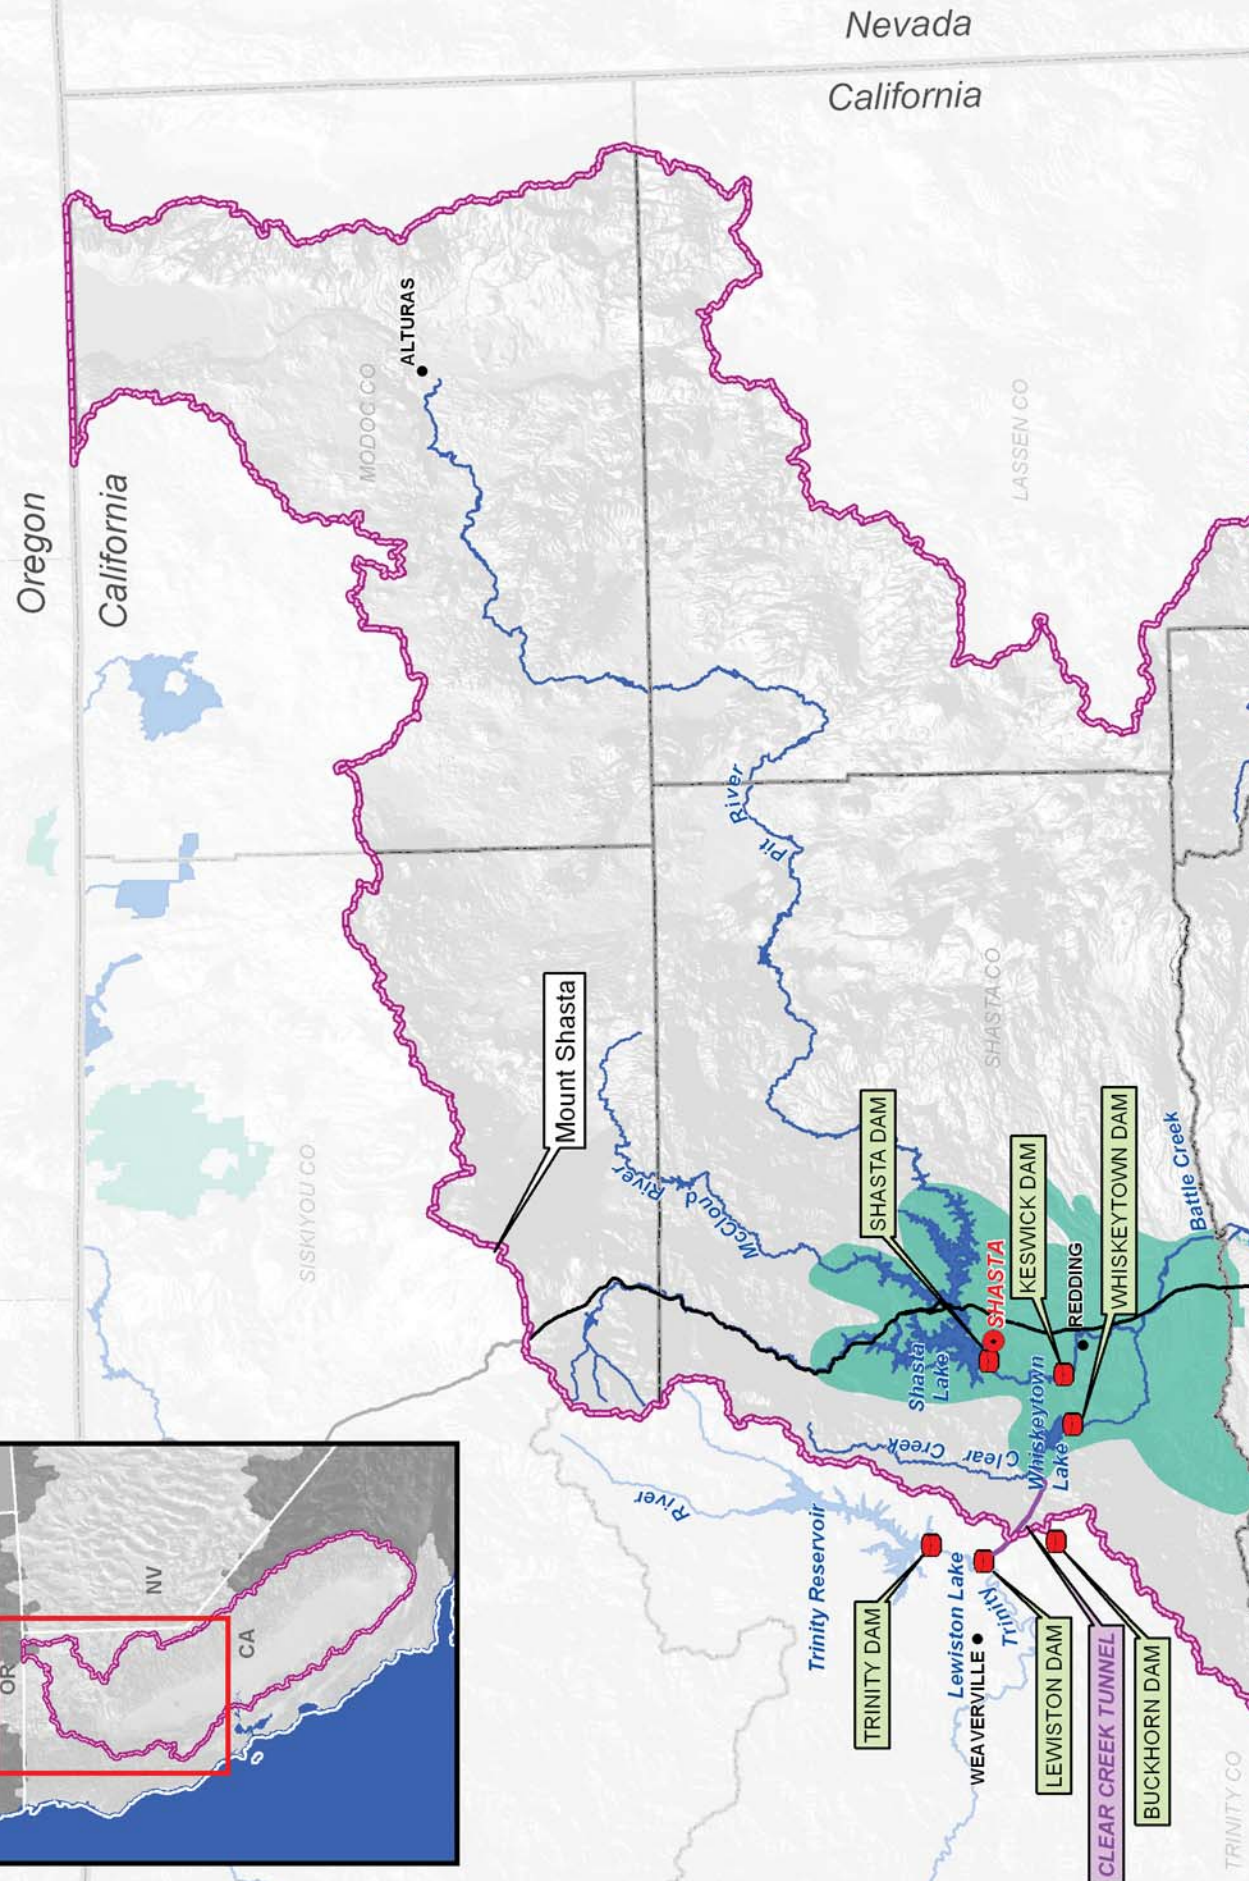 Nevada
California
Oregon
California
ALTURAS
MODOC CO
LASSEN CO
River
Pit
Mount Shasta
SHASTA CO
SISKIYOU CO
McCloud River
SHASTA DAM
SHASTA
KESWICK DAM
REDDING
WHISKEYTOWN DAM
Battle Creek
Shasta
Lake
Whiskeytown
Lake
Clear Creek
River
Trinity Reservoir
TRINITY DAM
Lewiston Lake
Trinity
WEAVERVILLE
LEWISTON DAM
CLEAR CREEK TUNNEL
BUCKHORN DAM
TRINITY CO
OR
NV
CA